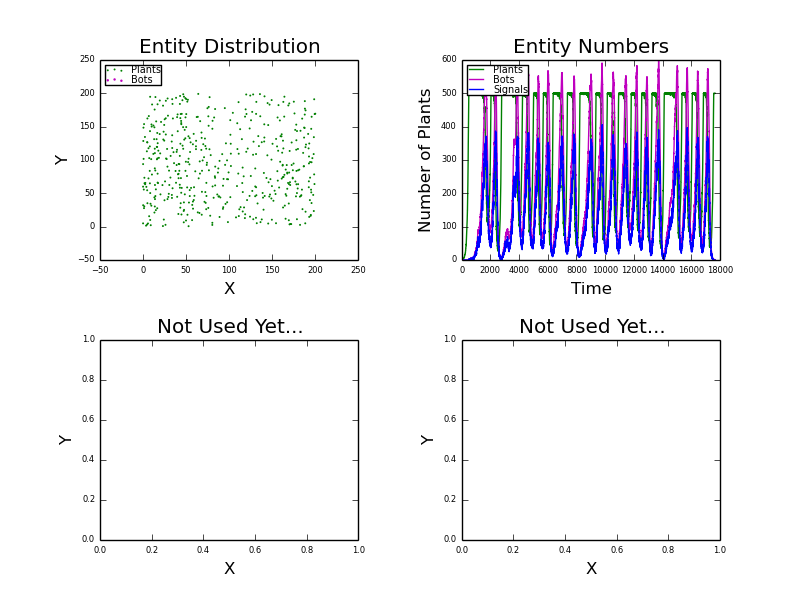 Entity Distribution
Plants
Bots
250
200
150
100
50
0
−50
Y
−50 0 50 100 150 200 250
X
Entity Numbers
Plants
Bots
Signals
600
500
400
300
200
100
0
Number of Plants
0 2000 4000 6000 8000 10000 12000 14000 16000 18000
Time
Not Used Yet...
1.0
0.8
0.6
0.4
0.2
0.0
Y
0.0 0.2 0.4 0.6 0.8 1.0
X
Not Used Yet...
1.0
0.8
0.6
0.4
0.2
0.0
Y
0.0 0.2 0.4 0.6 0.8 1.0
X